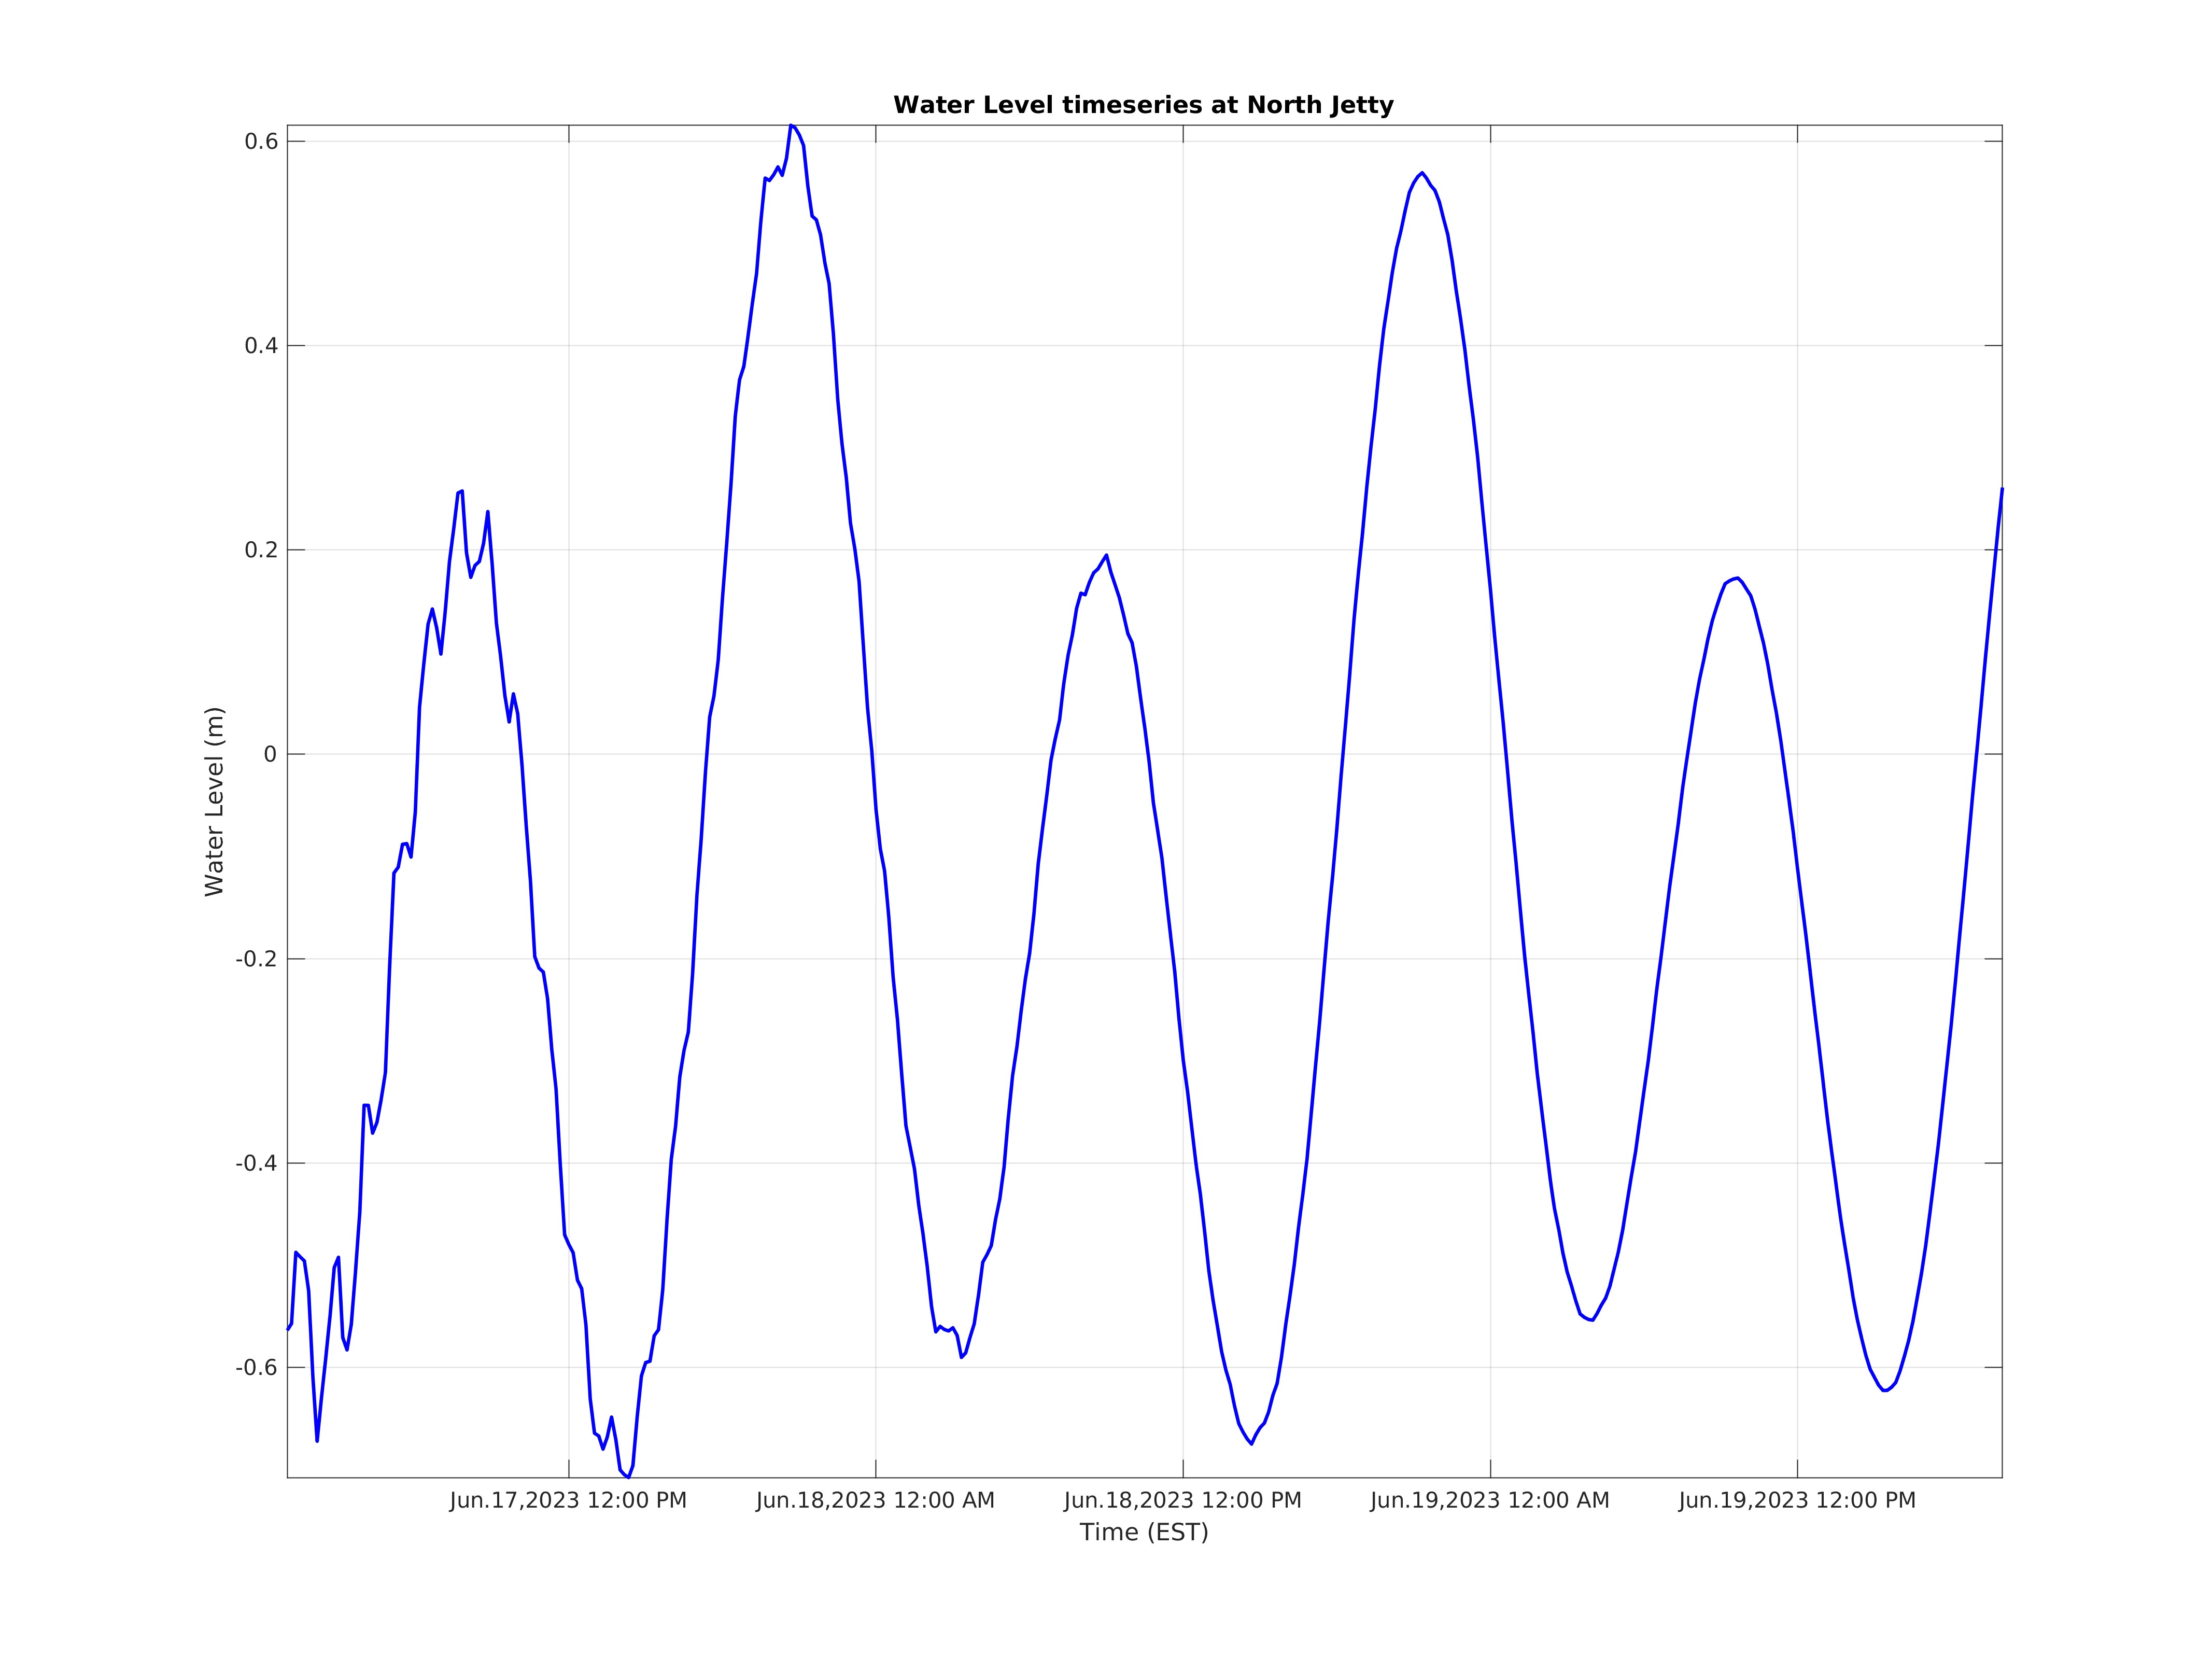 Water Level timeseries at North Jetty
0.6
0.4
0.2
0
-0.2
-0.4
-0.6
Water Level (m)
Jun.17,2023 12:00 PM
Jun.18,2023 12:00 AM
Jun.18,2023 12:00 PM
Jun.19,2023 12:00 AM
Jun.19,2023 12:00 PM
Time (EST)